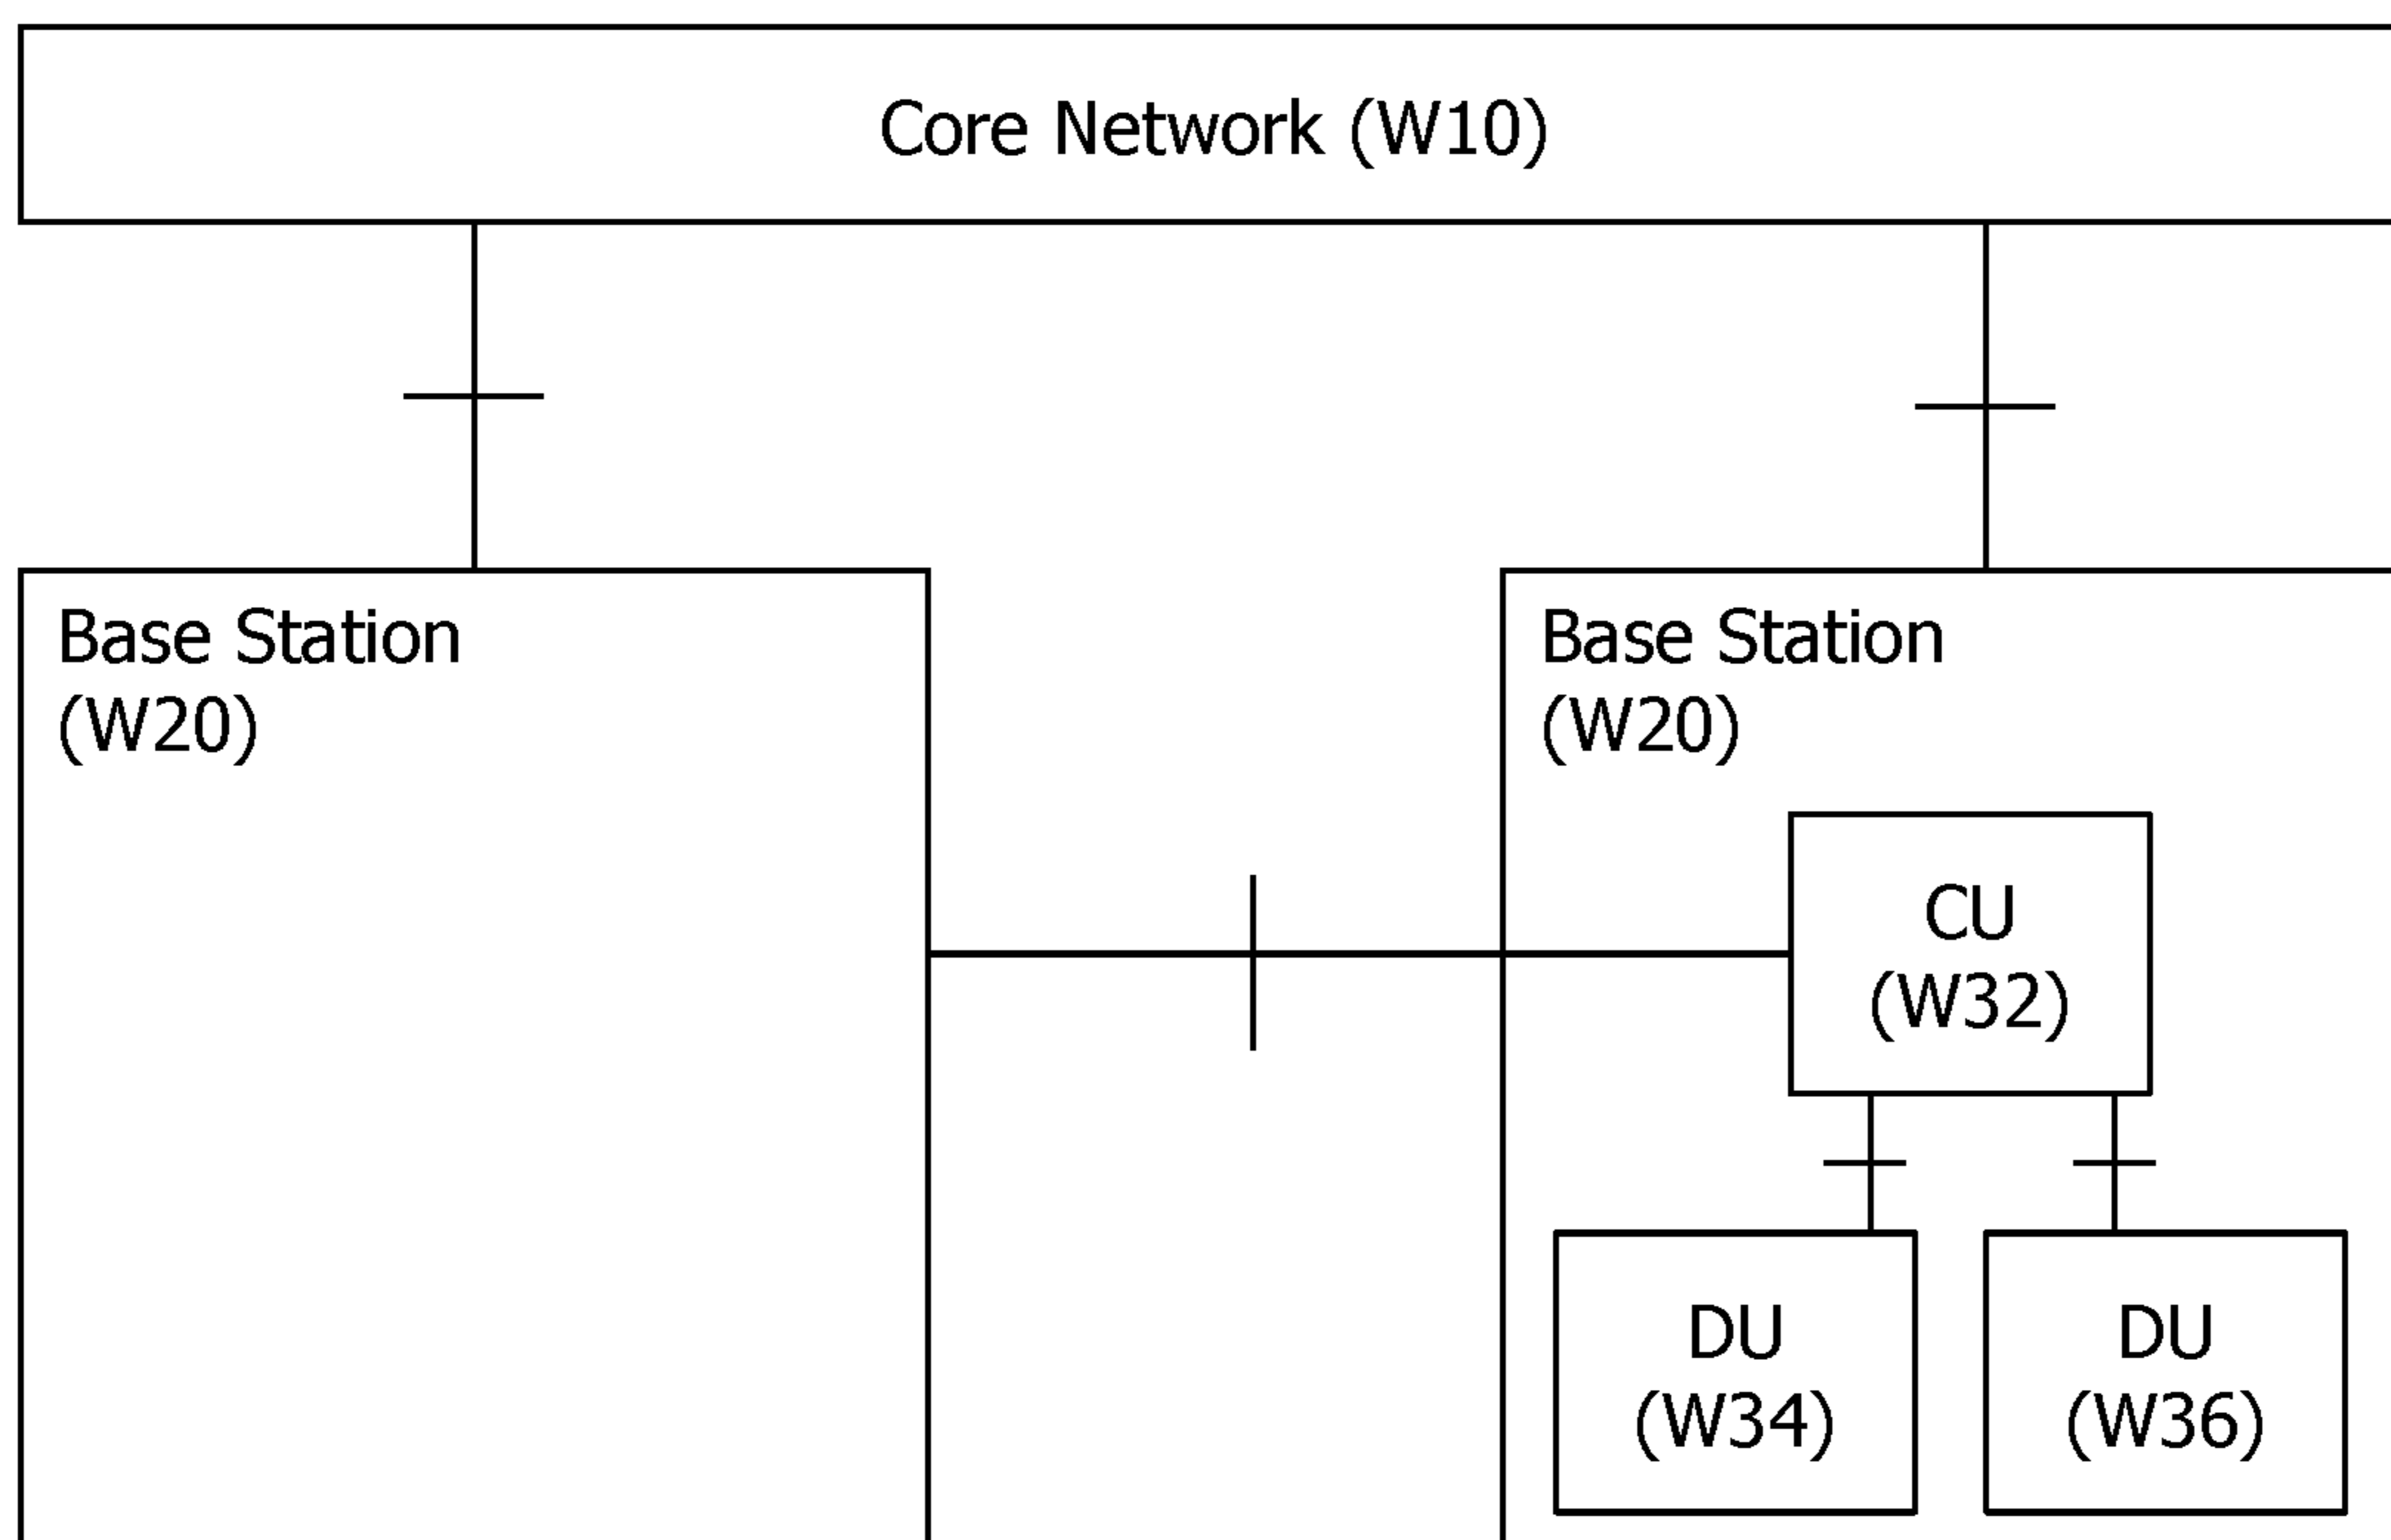 Core Network (W10)
Base Station
(W20)
Base Station
(W20)
CU
(W32)
DU
(W34)
DU
(W36)